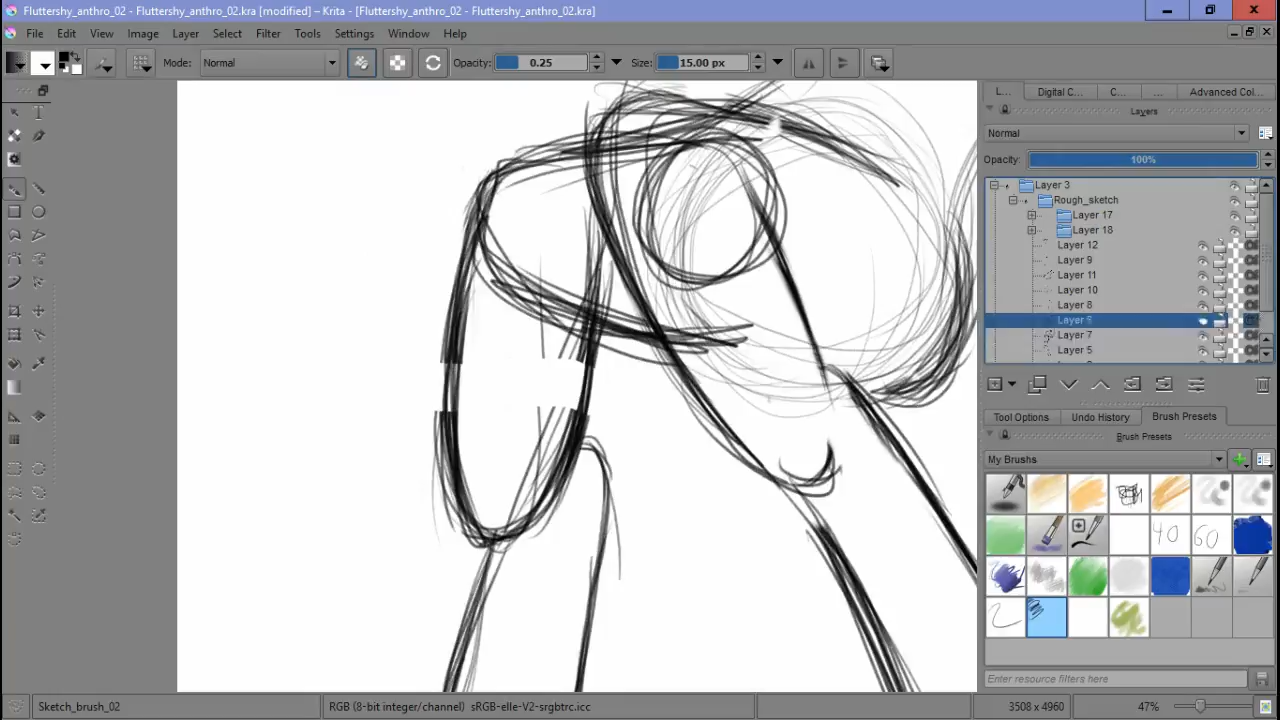 Fluttershy_anthro_02 - Fluttershy_anthro_02.kra [modified] – Krita - [Fluttershy_anthro_02 - Fluttershy_anthro_02.kra]
File Edit View Image Layer Select Filter Tools Settings Window Help
Mode: Normal Opacity: 0.25 Size: 15.00 px
L... Digital C... C... ... Advanced Col...
Layers
Normal
Opacity: 100%
Layer 3
Rough_sketch
Layer 17
Layer 18
Layer 12
Layer 9
Layer 11
Layer 10
Layer 8
Layer 6
Layer 7
Layer 5
Tool Options Undo History Brush Presets
Brush Presets
My Brushes
40 60
Enter resource filters here
Sketch_brush_02 RGB (8-bit integer/channel) sRGB-elle-V2-srgbtrc.icc 3508 x 4960 47%